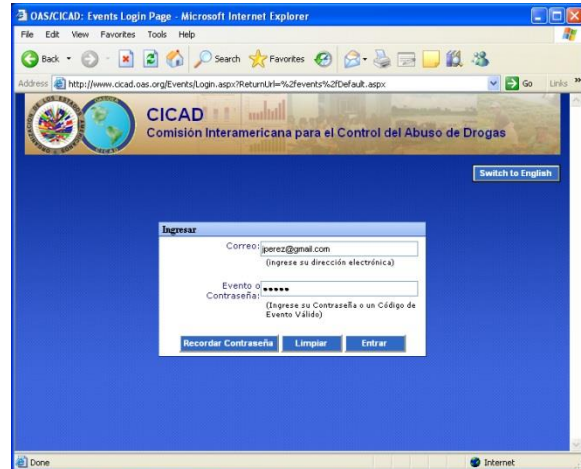 OAS/CICAD: Events Login Page - Microsoft Internet Explorer
File Edit View Favorites Tools Help
Back Search Favorites
Address http://www.cicad.oas.org/Events/Login.aspx?ReturnUrl=%2fevents%2fDefault.aspx Go Links »
CICAD
Comisión Interamericana para el Control del Abuso de Drogas
Switch to English
Ingresar
Correo: jperez@gmail.com
(ingrese su dirección electrónica)
Evento o
Contraseña: •••••
(Ingrese su Contraseña o un Código de
Evento Válido)
Recordar Contraseña Limpiar Entrar
Done Internet